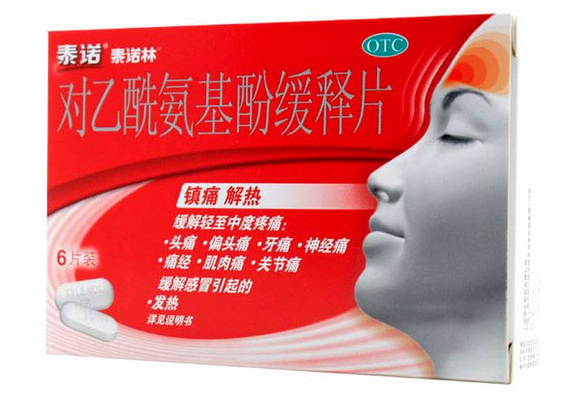 泰诺® 泰诺林®
OTC
对乙酰氨基酚缓释片
镇痛 解热
缓解轻至中度疼痛：
·头痛 ·偏头痛 ·牙痛 ·神经痛
·痛经 ·肌肉痛 ·关节痛
缓解感冒引起的
·发热
详见说明书
6片装
TYLENOL